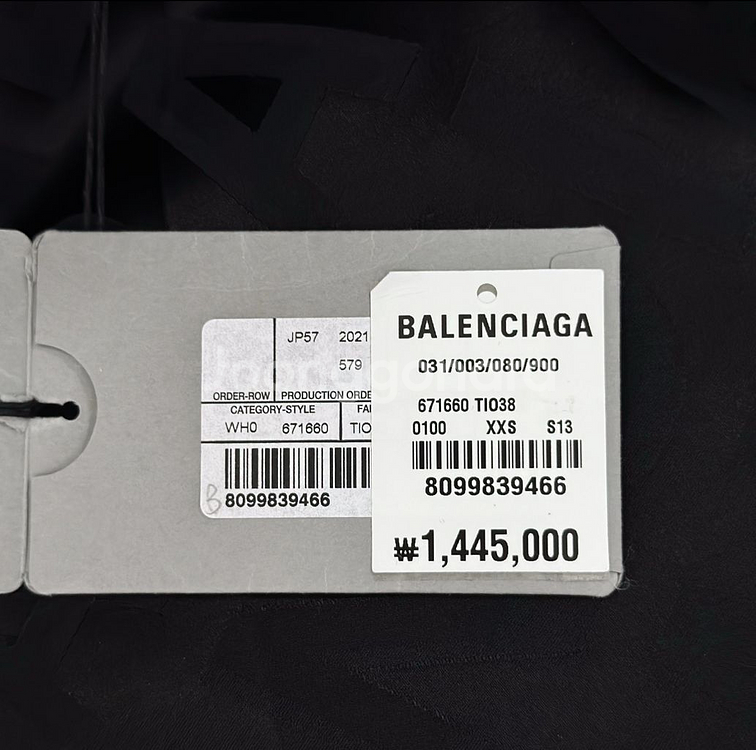 JP57 2021
579
ORDER-ROW PRODUCTION ORDE
CATEGORY-STYLE FA
WH0 671660 TIO
8099839466
B
BALENCIAGA
031/003/080/900
671660 TIO38
0100 XXS S13
8099839466
₩1,445,000